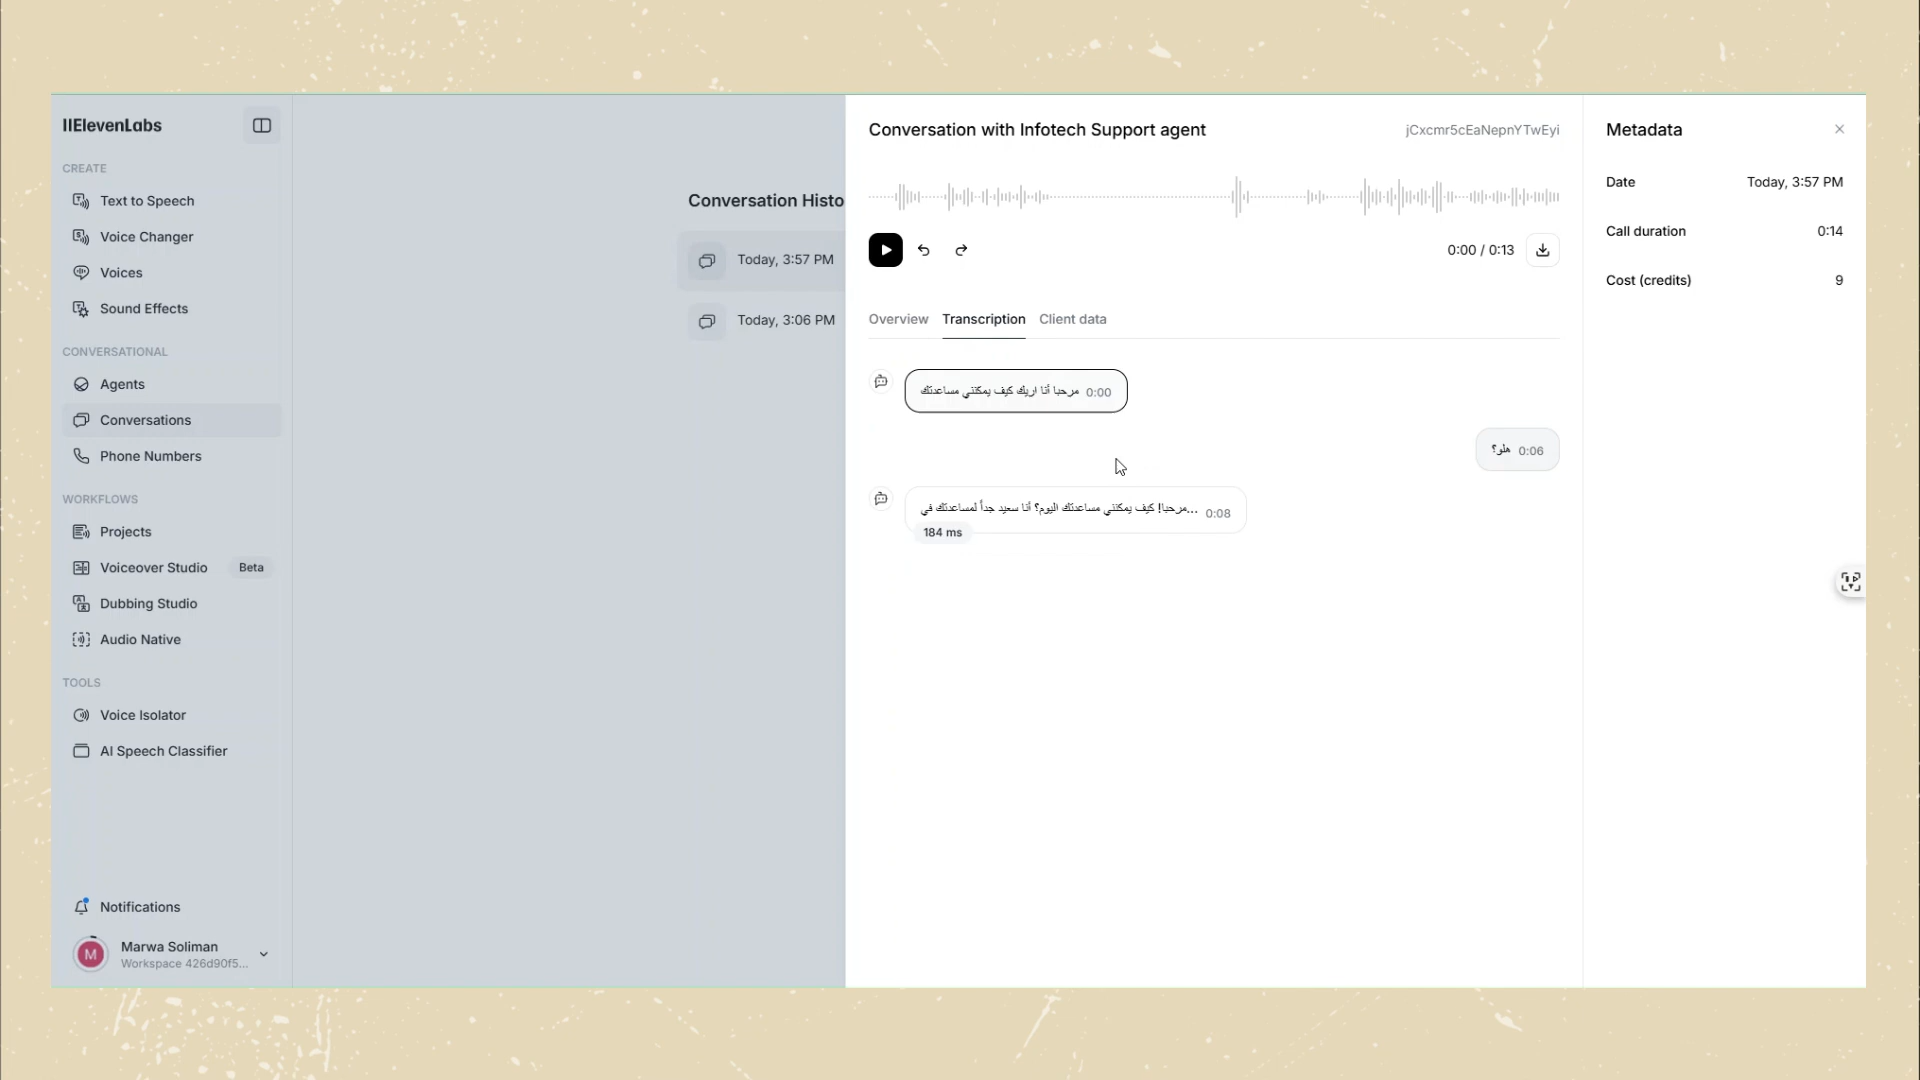 IIElevenLabs
CREATE
Text to Speech
Voice Changer
Voices
Sound Effects
CONVERSATIONAL
Agents
Conversations
Phone Numbers
WORKFLOWS
Projects
Voiceover Studio Beta
Dubbing Studio
Audio Native
TOOLS
Voice Isolator
AI Speech Classifier
Notifications
M
Marwa Soliman
Workspace 426d90f5...
Conversation Histo
Today, 3:57 PM
Today, 3:06 PM
Conversation with Infotech Support agent jCxcmr5cEaNepnYTwEyi
0:00 / 0:13
Overview Transcription Client data
مرحبا أنا اريك كيف يمكنني مساعدتك 0:00
هلو؟ 0:06
...مرحبا! كيف يمكنني مساعدتك اليوم؟ أنا سعيد جداً لمساعدتك في 0:08
184 ms
Metadata
Date Today, 3:57 PM
Call duration 0:14
Cost (credits) 9